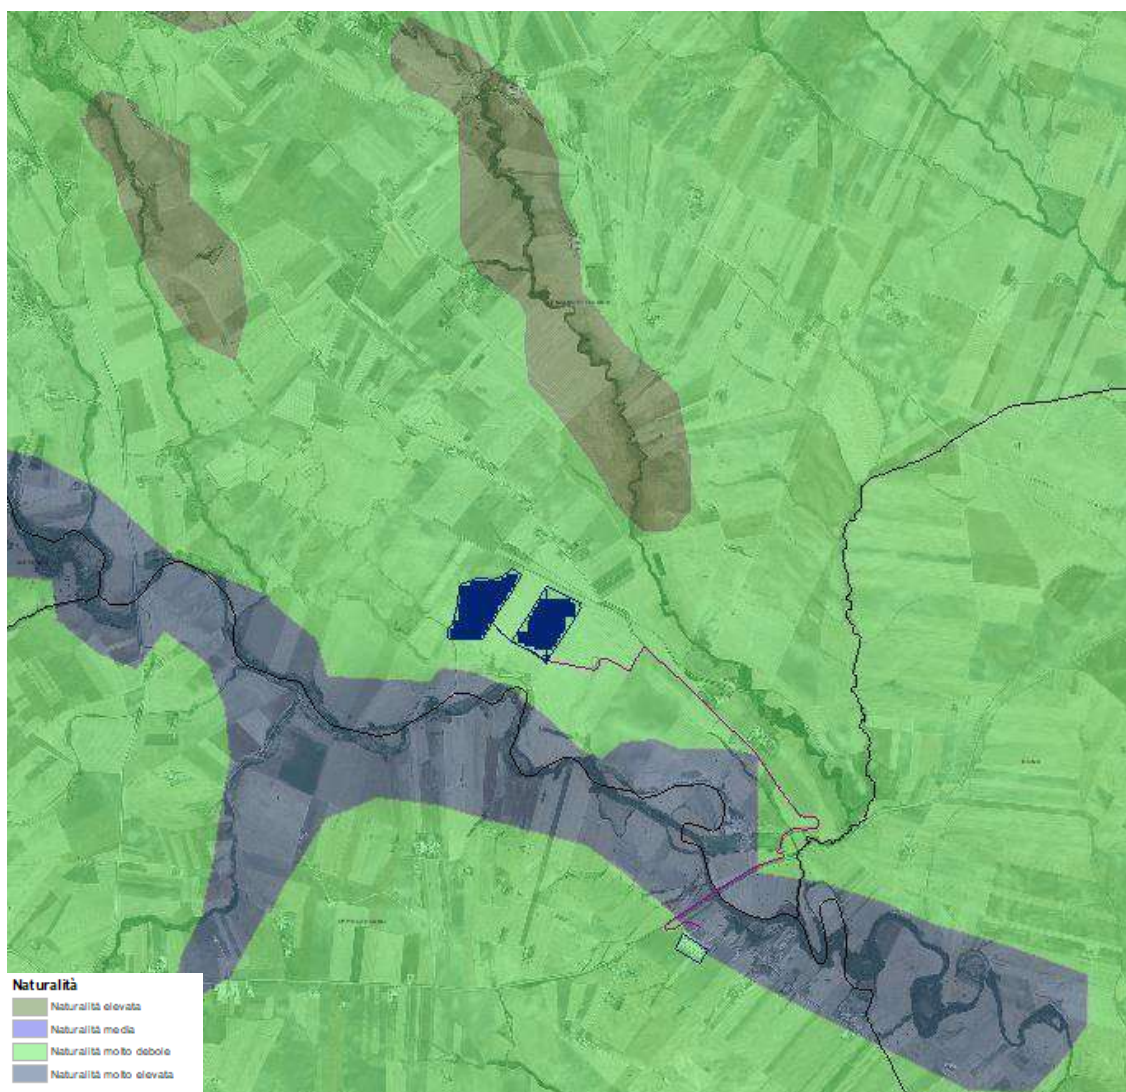 Naturalità
Naturalità elevata
Naturalità media
Naturalità molto debole
Naturalità molto elevata